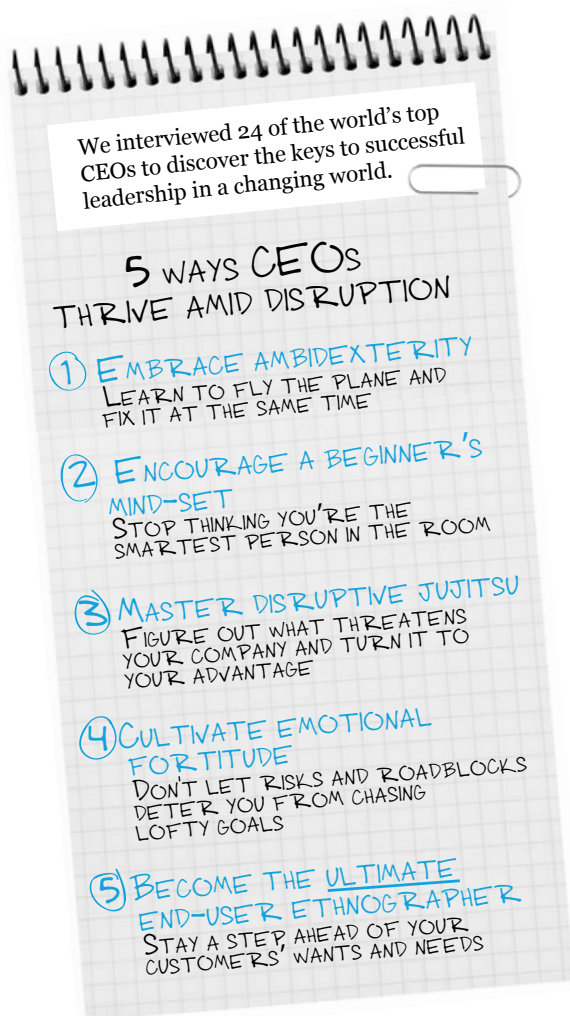 We interviewed 24 of the world’s top
CEOs to discover the keys to successful
leadership in a changing world.
5 WAYS CEOs
THRIVE AMID DISRUPTION
1 EMBRACE AMBIDEXTERITY
LEARN TO FLY THE PLANE AND
FIX IT AT THE SAME TIME
2 ENCOURAGE A BEGINNER'S
MIND-SET
STOP THINKING YOU'RE THE
SMARTEST PERSON IN THE ROOM
3 MASTER DISRUPTIVE JUJITSU
FIGURE OUT WHAT THREATENS
YOUR COMPANY AND TURN IT TO
YOUR ADVANTAGE
4 CULTIVATE EMOTIONAL
FORTITUDE
DON'T LET RISKS AND ROADBLOCKS
DETER YOU FROM CHASING
LOFTY GOALS
5 BECOME THE ULTIMATE
END-USER ETHNOGRAPHER
STAY A STEP AHEAD OF YOUR
CUSTOMERS' WANTS AND NEEDS